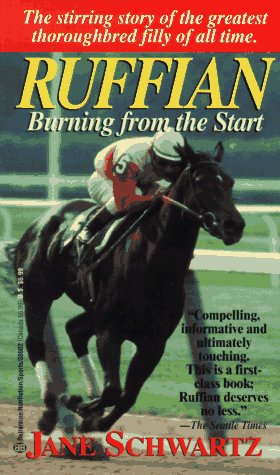 The stirring story of the greatest
thoroughbred filly of all time.
RUFFIAN
Burning from the Start
"Compelling,
informative and
ultimately
touching.
This is a first-
class book;
Ruffian deserves
no less."
—The Seattle Times
JANE SCHWARTZ